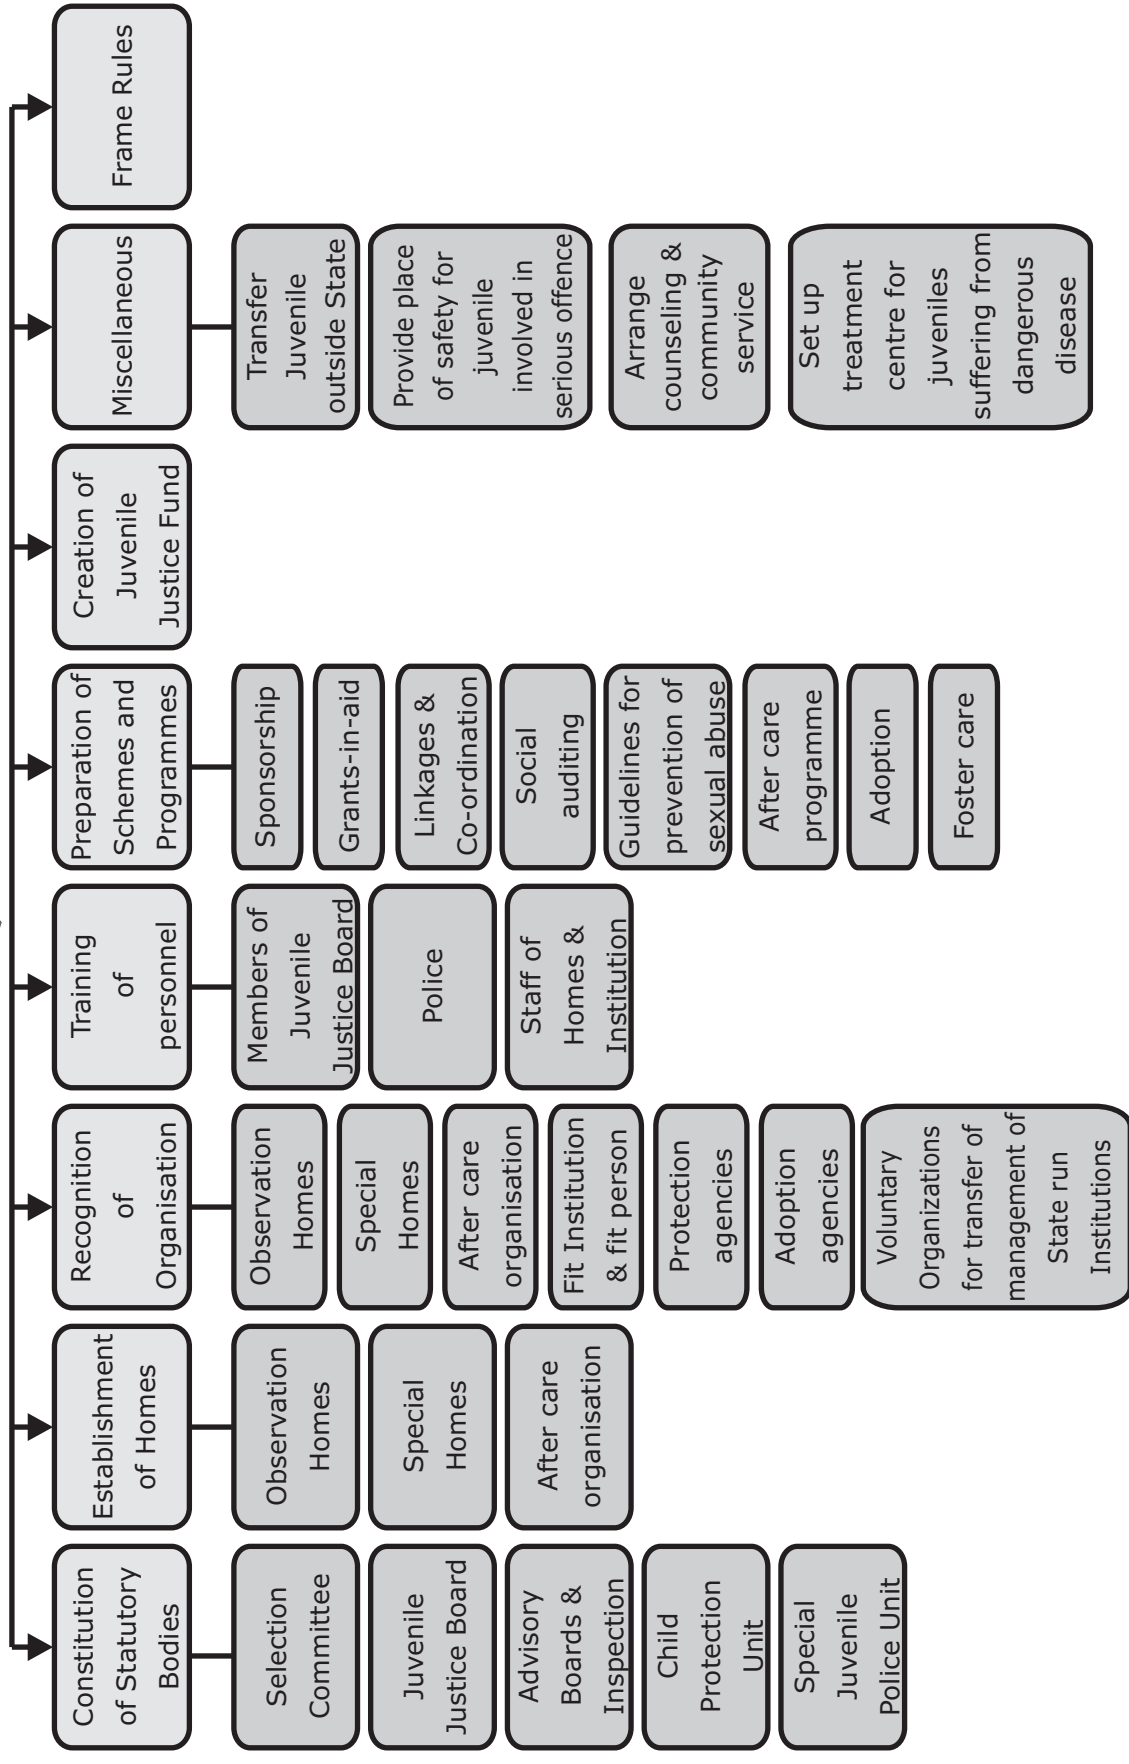 Constitution
of Statutory
Bodies
Selection
Committee
Juvenile
Justice Board
Advisory
Boards &
Inspection
Child
Protection
Unit
Special
Juvenile
Police Unit
Establishment
of Homes
Observation
Homes
Special
Homes
After care
organisation
Recognition
of
Organisation
Observation
Homes
Special
Homes
After care
organisation
Fit Institution
& fit person
Protection
agencies
Adoption
agencies
Voluntary
Organizations
for transfer of
management of
State run
Institutions
Training
of
personnel
Members of
Juvenile
Justice Board
Police
Staff of
Homes &
Institution
Preparation of
Schemes and
Programmes
Sponsorship
Grants-in-aid
Linkages &
Co-ordination
Social
auditing
Guidelines for
prevention of
sexual abuse
After care
programme
Adoption
Foster care
Creation of
Juvenile
Justice Fund
Miscellaneous
Transfer
Juvenile
outside State
Provide place
of safety for
juvenile
involved in
serious offence
Arrange
counseling &
community
service
Set up
treatment
centre for
juveniles
suffering from
dangerous
disease
Frame Rules